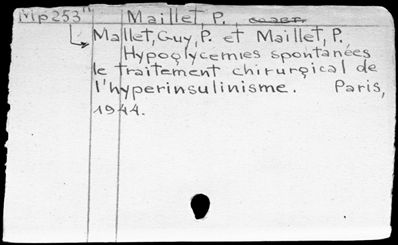 Mp253 Maillet, P.
Mallet, Guy, P. et Maillet, P.
Hypoglycemies spontanées
le traitement chirurgical de
l'hyperinsulinisme. Paris,
1944.